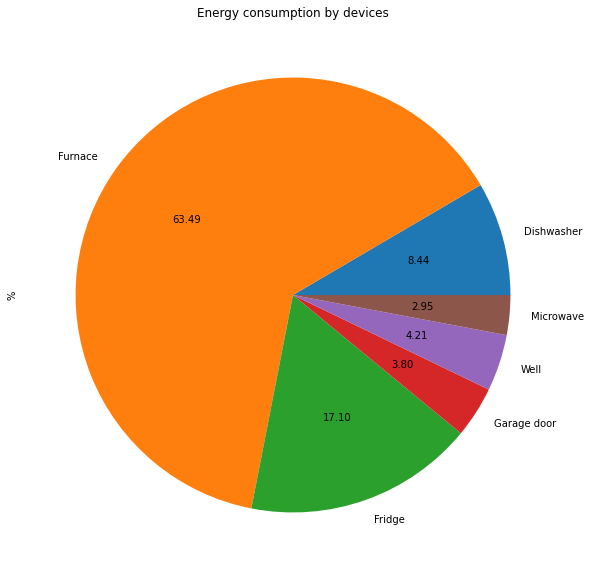 Energy consumption by devices
Furnace
63.49
Dishwasher
8.44
%
2.95
Microwave
4.21
Well
3.80
Garage door
17.10
Fridge